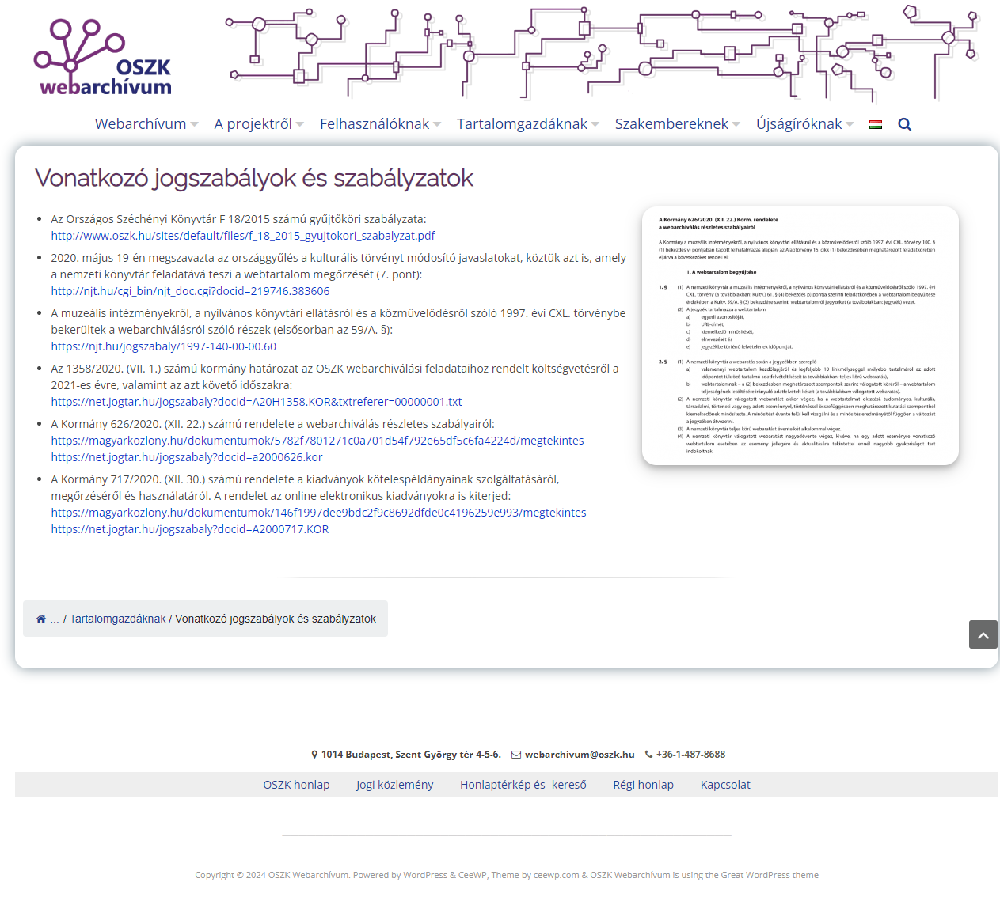 OSZK
webarchívum
Webarchívum
A projektről
Felhasználóknak
Tartalomgazdáknak
Szakembereknek
Újságíróknak
Vonatkozó jogszabályok és szabályzatok
Az Országos Széchényi Könyvtár F 18/2015 számú gyűjtőköri szabályzata:
http://www.oszk.hu/sites/default/files/f_18_2015_gyujtokori_szabalyzat.pdf
2020. május 19-én megszavazta az országgyűlés a kulturális törvényt módosító javaslatokat, köztük azt is, amely
a nemzeti könyvtár feladatává teszi a webtartalom megőrzését (7. pont):
http://njt.hu/cgi_bin/njt_doc.cgi?docid=219746.383606
A muzeális intézményekről, a nyilvános könyvtári ellátásról és a közművelődésről szóló 1997. évi CXL. törvénybe
bekerültek a webarchiválásról szóló részek (elsősorban az 59/A. §):
https://njt.hu/jogszabaly/1997-140-00-00.60
Az 1358/2020. (VII. 1.) számú kormány határozat az OSZK webarchiválási feladataihoz rendelt költségvetésről a
2021-es évre, valamint az azt követő időszakra:
https://net.jogtar.hu/jogszabaly?docid=A20H1358.KOR&txtreferer=00000001.txt
A Kormány 626/2020. (XII. 22.) számú rendelete a webarchiválás részletes szabályairól:
https://magyarkozlony.hu/dokumentumok/5782f7801271c0a701d54f792e65df5c6fa4224d/megtekintes
https://net.jogtar.hu/jogszabaly?docid=a2000626.kor
A Kormány 717/2020. (XII. 30.) számú rendelete a kiadványok kötelespéldányainak szolgáltatásáról,
megőrzéséről és használatáról. A rendelet az online elektronikus kiadványokra is kiterjed:
https://magyarkozlony.hu/dokumentumok/146f1997dee9bdc2f9c8692dfde0c4196259e993/megtekintes
https://net.jogtar.hu/jogszabaly?docid=A2000717.KOR
A Kormány 626/2020. (XII. 22.) Korm. rendelete
a webarchiválás részletes szabályairól
A Kormány a muzeális intézményekről, a nyilvános könyvtári ellátásról és a közművelődésről szóló 1997. évi CXL. törvény 100. §
(1) bekezdés v) pontjában kapott felhatalmazás alapján, az Alaptörvény 15. cikk (1) bekezdésében meghatározott feladatkörében
eljárva a következőket rendeli el:
1. A webtartalom begyűjtése
1. § (1) A nemzeti könyvtár a muzeális intézményekről, a nyilvános könyvtári ellátásról és a közművelődésről szóló 1997. évi
CXL. törvény (a továbbiakban: Kultv.) 61. § (4) bekezdés p) pontja szerinti feladatkörében a webtartalom begyűjtése
érdekében a Kultv. 59/A. § (3) bekezdése szerinti webtartalomról jegyzéket (a továbbiakban: jegyzék) vezet.
(2) A jegyzék tartalmazza a webtartalom
a) egyedi azonosítóját,
b) URL-címét,
c) kiemelkedő minősítését,
d) elnevezését és
e) jegyzékbe történő felvételének időpontját.
2. § (1) A nemzeti könyvtár a webaratás során a jegyzékben szereplő
a) valamennyi webtartalom kezdőlapjáról és legfeljebb 10 linkmélységgel mélyebb tartalmáról az adott
időpontot tükröző tartalmú adatfelvételt készít (a továbbiakban: teljes körű webaratás),
b) webtartalomnak – a (2) bekezdésben meghatározott szempontok szerint válogatott köréről – a webtartalom
teljességének letöltésére irányuló adatfelvételt készít (a továbbiakban: válogatott webaratás).
(2) A nemzeti könyvtár válogatott webaratást akkor végez, ha a webtartalmat oktatási, tudományos, kulturális,
társadalmi, történeti vagy egy adott eseménnyel, történéssel összefüggésben meghatározott kutatási szempontból
kiemelkedőnek minősítette. A minősítést évente felül kell vizsgálni és a minősítés eredményétől függően a változást
a jegyzéken átvezetni.
(3) A nemzeti könyvtár teljes körű webaratást évente két alkalommal végez.
(4) A nemzeti könyvtár válogatott webaratást negyedévente végez, kivéve, ha egy adott eseményre vonatkozó
webtartalom esetében az esemény jellegére és aktualitására tekintettel ennél nagyobb gyakoriságot tart
indokoltnak.
... / Tartalomgazdáknak / Vonatkozó jogszabályok és szabályzatok
1014 Budapest, Szent György tér 4-5-6. webarchivum@oszk.hu +36-1-487-8688
OSZK honlap
Jogi közlemény
Honlaptérkép és -kereső
Régi honlap
Kapcsolat
Copyright © 2024 OSZK Webarchívum. Powered by WordPress & CeeWP, Theme by ceewp.com & OSZK Webarchívum is using the Great WordPress theme